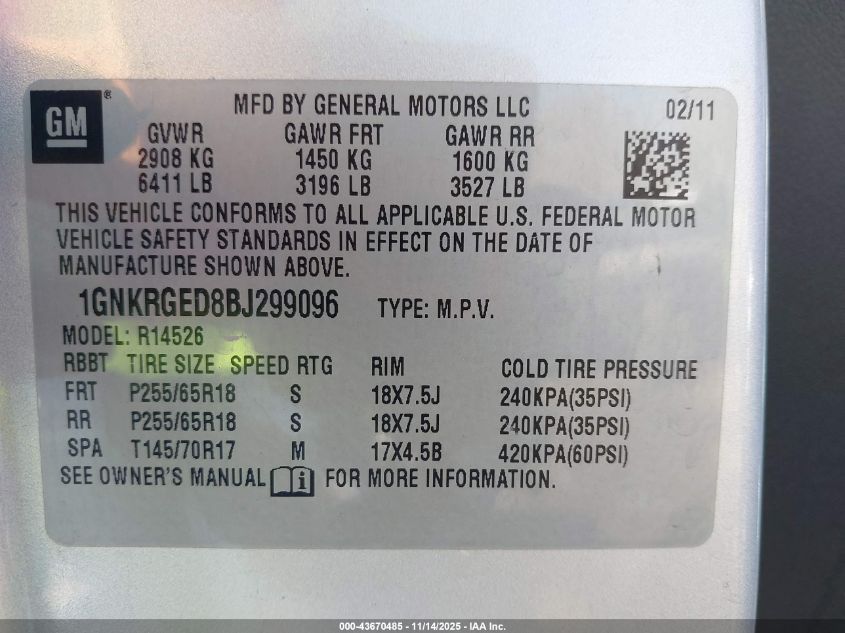 GM ®
MFD BY GENERAL MOTORS LLC 02/11
GVWR GAWR FRT GAWR RR
2908 KG 1450 KG 1600 KG
6411 LB 3196 LB 3527 LB
THIS VEHICLE CONFORMS TO ALL APPLICABLE U.S. FEDERAL MOTOR
VEHICLE SAFETY STANDARDS IN EFFECT ON THE DATE OF
MANUFACTURE SHOWN ABOVE.
1GNKRGED8BJ299096 TYPE: M.P.V.
MODEL: R14526
RBBT TIRE SIZE SPEED RTG RIM COLD TIRE PRESSURE
FRT P255/65R18 S 18X7.5J 240KPA(35PSI)
RR P255/65R18 S 18X7.5J 240KPA(35PSI)
SPA T145/70R17 M 17X4.5B 420KPA(60PSI)
SEE OWNER'S MANUAL i FOR MORE INFORMATION.
000-43670485 - 11/14/2025 - IAA Inc.